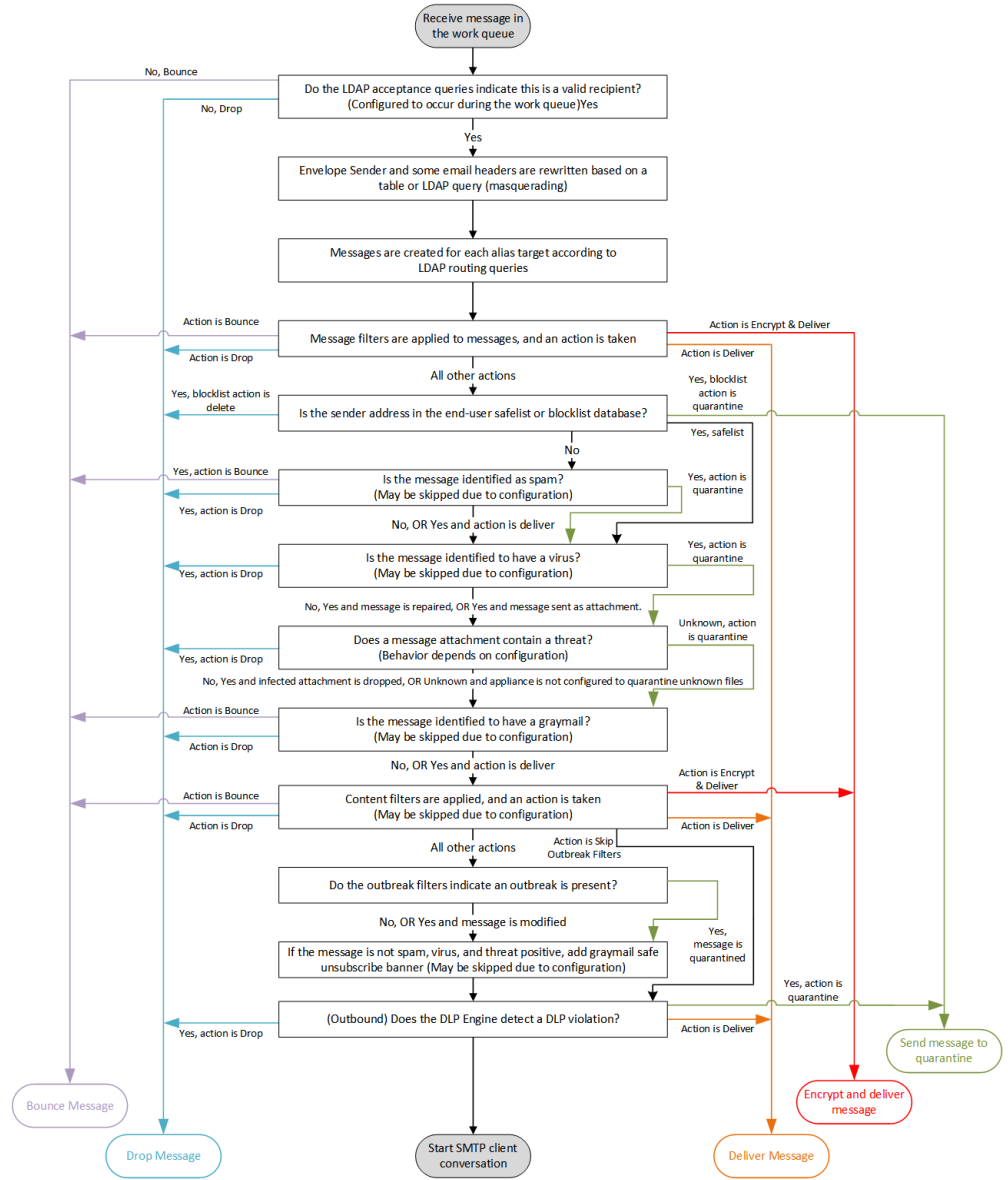 Receive message in
the work queue
No, Bounce
Do the LDAP acceptance queries indicate this is a valid recipient?
(Configured to occur during the work queue)Yes
No, Drop
Yes
Envelope Sender and some email headers are rewritten based on a
table or LDAP query (masquerading)
Messages are created for each alias target according to
LDAP routing queries
Action is Bounce
Action is Encrypt & Deliver
Message filters are applied to messages, and an action is taken
Action is Drop
Action is Deliver
All other actions
Yes, blocklist action is
delete
Yes, blocklist
action is
quarantine
Is the sender address in the end-user safelist or blocklist database?
Yes, safelist
No
Yes, action is Bounce
Is the message identified as spam?
(May be skipped due to configuration)
Yes, action is
quarantine
Yes, action is Drop
No, OR Yes and action is deliver
Is the message identified to have a virus?
(May be skipped due to configuration)
Yes, action is
quarantine
Yes, action is Drop
No, Yes and message is repaired, OR Yes and message sent as attachment.
Does a message attachment contain a threat?
(Behavior depends on configuration)
Unknown, action
is quarantine
Yes, action is Drop
No, Yes and infected attachment is dropped, OR Unknown and appliance is not configured to quarantine unknown files
Action is Bounce
Is the message identified to have a graymail?
(May be skipped due to configuration)
Action is Drop
No, OR Yes and action is deliver
Action is Encrypt
& Deliver
Action is Bounce
Content filters are applied, and an action is taken
(May be skipped due to configuration)
Action is Drop
Action is Deliver
All other actions
Action is Skip
Outbreak Filters
Do the outbreak filters indicate an outbreak is present?
No, OR Yes and message is modified
Yes,
message is
quarantined
If the message is not spam, virus, and threat positive, add graymail safe
unsubscribe banner (May be skipped due to configuration)
Yes, action is
quarantine
(Outbound) Does the DLP Engine detect a DLP violation?
Yes, action is Drop
Action is Deliver
Send message to
quarantine
Bounce Message
Encrypt and deliver
message
Drop Message
Start SMTP client
conversation
Deliver Message